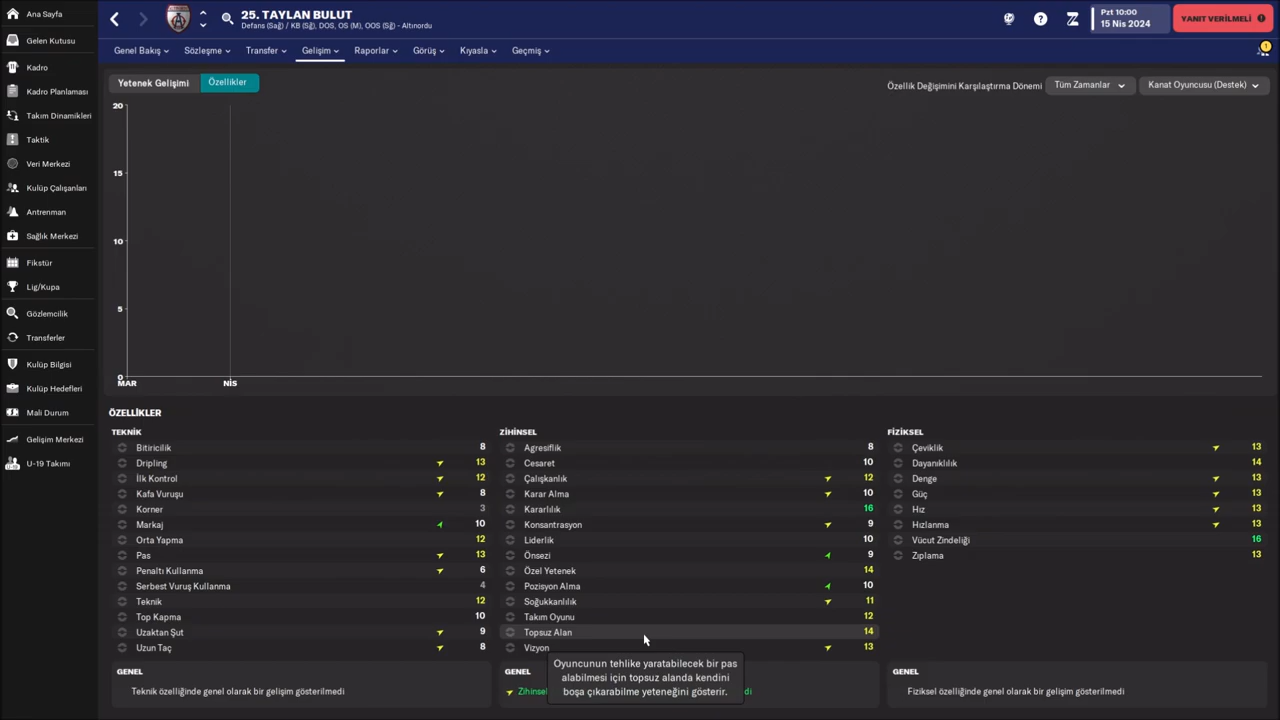 Ana Sayfa
Gelen Kutusu
Kadro
Kadro Planlaması
Takım Dinamikleri
Taktik
Veri Merkezi
Kulüp Çalışanları
Antrenman
Sağlık Merkezi
Fikstür
Lig/Kupa
Gözlemcilik
Transferler
Kulüp Bilgisi
Kulüp Hedefleri
Mali Durum
Gelişim Merkezi
U-19 Takımı
25. TAYLAN BULUT
Defans (Sağ) / KB (Sğ), DOS, OS (M), OOS (Sğ) - Altınordu
Pzt 10:00
15 Nis 2024
YANIT VERİLMELİ
1
Genel Bakış
Sözleşme
Transfer
Gelişim
Raporlar
Görüş
Kıyasla
Geçmiş
Yetenek Gelişimi
Özellikler
Özellik Değişimini Karşılaştırma Dönemi
Tüm Zamanlar
Kanat Oyuncusu (Destek)
20
15
10
5
0
MAR
NİS
ÖZELLİKLER
TEKNİK
Bitiricilik 8
Dripling 13
İlk Kontrol 12
Kafa Vuruşu 8
Korner 3
Markaj 10
Orta Yapma 12
Pas 13
Penaltı Kullanma 6
Serbest Vuruş Kullanma 4
Teknik 12
Top Kapma 10
Uzaktan Şut 9
Uzun Taç 8
GENEL
Teknik özelliğinde genel olarak bir gelişim gösterilmedi
ZİHİNSEL
Agresiflik 8
Cesaret 10
Çalışkanlık 12
Karar Alma 10
Kararlılık 16
Konsantrasyon 9
Liderlik 10
Önsezi 9
Özel Yetenek 14
Pozisyon Alma 10
Soğukkanlılık 11
Takım Oyunu 12
Topsuz Alan 14
Vizyon 13
GENEL
Zihinsel
di
Oyuncunun tehlike yaratabilecek bir pas
alabilmesi için topsuz alanda kendini
boşa çıkarabilme yeteneğini gösterir.
FİZİKSEL
Çeviklik 13
Dayanıklılık 14
Denge 13
Güç 13
Hız 13
Hızlanma 13
Vücut Zindeliği 16
Zıplama 13
GENEL
Fiziksel özelliğinde genel olarak bir gelişim gösterilmedi